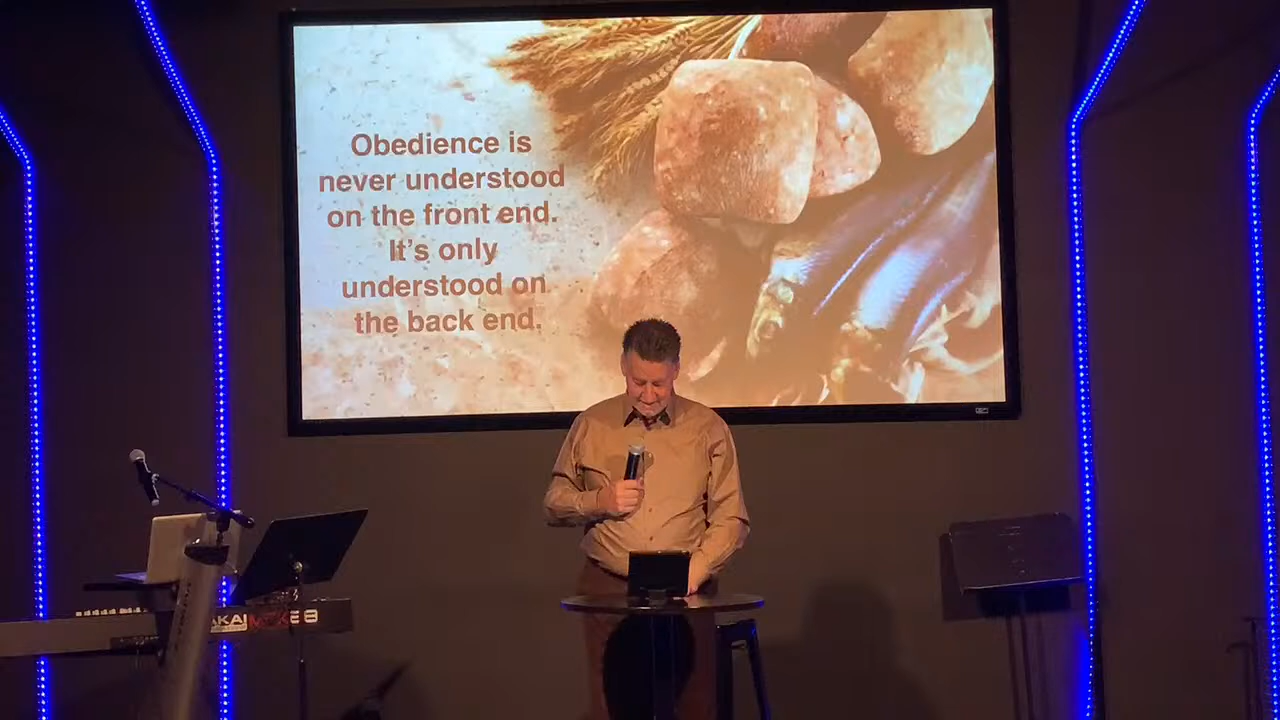 Obedience is
never understood
on the front end.
It's only
understood on
the back end.
AKAI